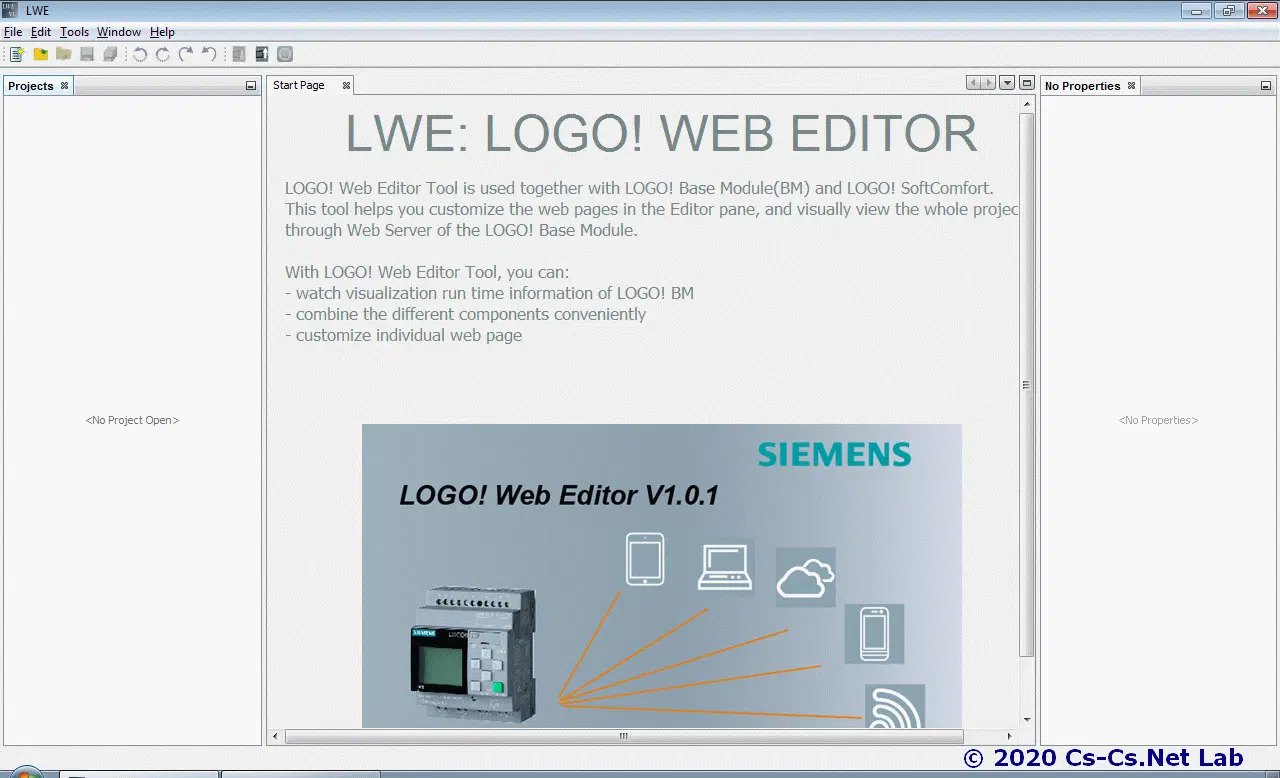 LWE
File Edit Tools Window Help
Projects
Start Page
No Properties
LWE: LOGO! WEB EDITOR
LOGO! Web Editor Tool is used together with LOGO! Base Module(BM) and LOGO! SoftComfort.
This tool helps you customize the web pages in the Editor pane, and visually view the whole projec
through Web Server of the LOGO! Base Module.
With LOGO! Web Editor Tool, you can:
- watch visualization run time information of LOGO! BM
- combine the different components conveniently
- customize individual web page
<No Project Open>
<No Properties>
SIEMENS
LOGO! Web Editor V1.0.1
SIEMENS
© 2020 Cs-Cs.Net Lab